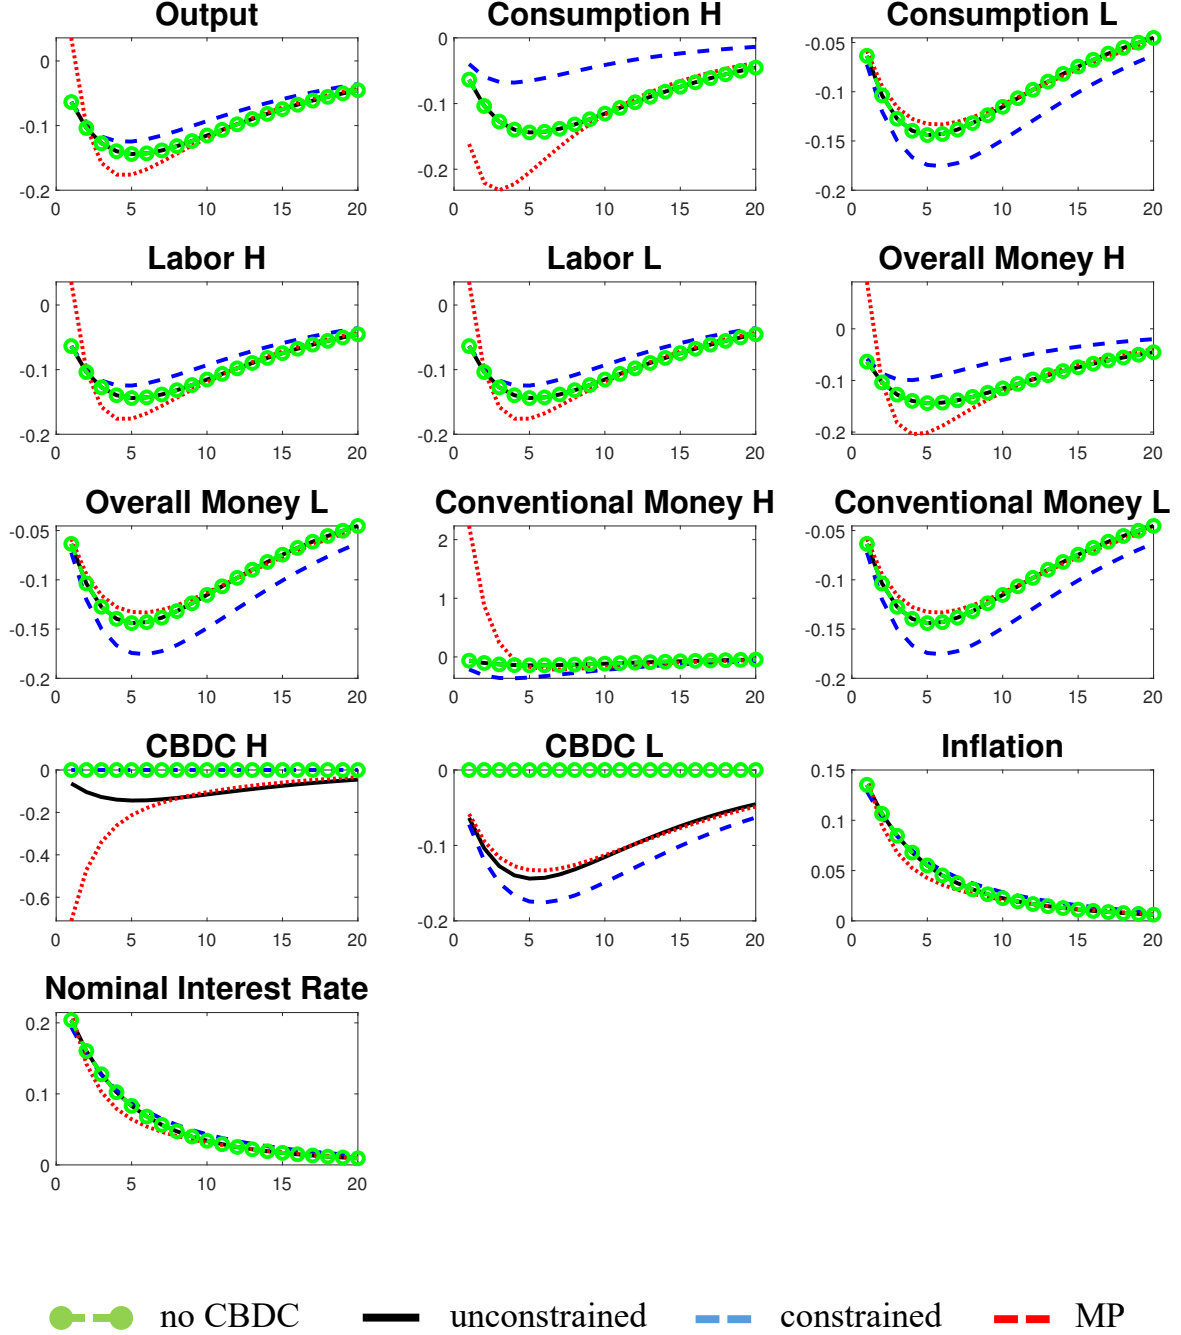 Output
Consumption H
Consumption L
0
-0.1
-0.2
0 5 10 15 20
0
-0.1
-0.2
0 5 10 15 20
-0.05
-0.1
-0.15
-0.2
0 5 10 15 20
Labor H
Labor L
Overall Money H
0
-0.1
-0.2
0 5 10 15 20
0
-0.1
-0.2
0 5 10 15 20
0
-0.1
-0.2
0 5 10 15 20
Overall Money L
Conventional Money H
Conventional Money L
-0.05
-0.1
-0.15
-0.2
0 5 10 15 20
2
1
0
0 5 10 15 20
-0.05
-0.1
-0.15
-0.2
0 5 10 15 20
CBDC H
CBDC L
Inflation
0
-0.2
-0.4
-0.6
0 5 10 15 20
0
-0.1
-0.2
0 5 10 15 20
0.15
0.1
0.05
0
0 5 10 15 20
Nominal Interest Rate
0.2
0.1
0
0 5 10 15 20
no CBDC
unconstrained
constrained
MP